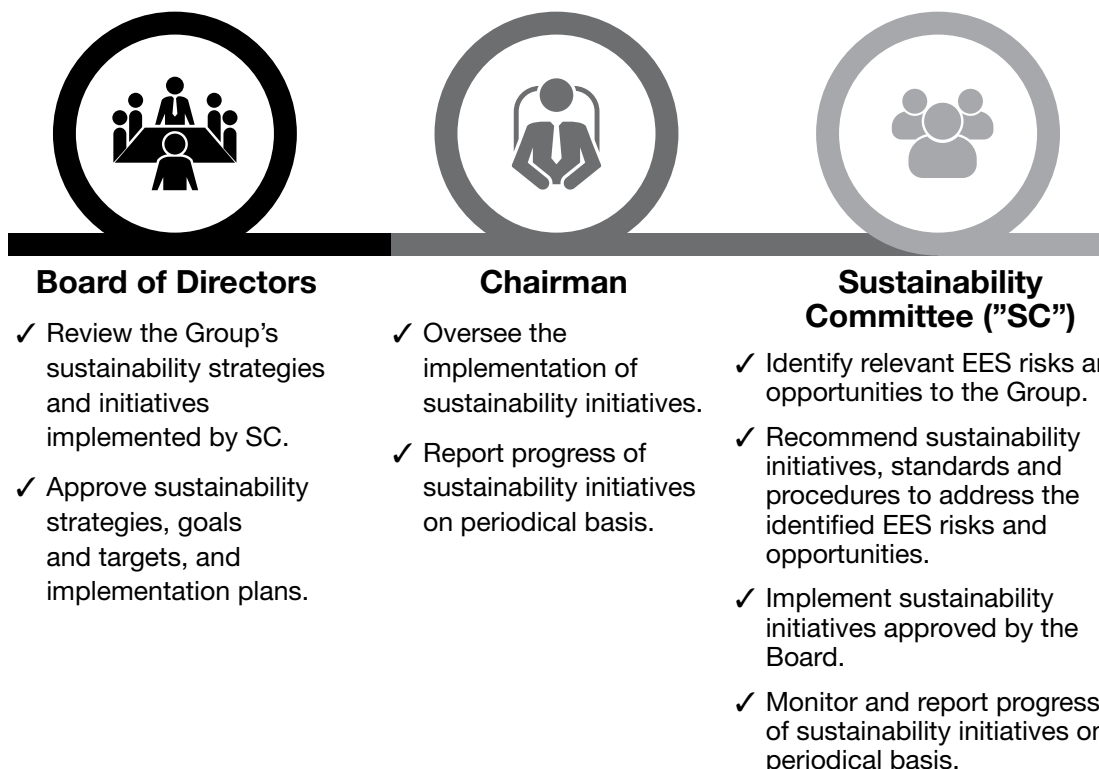 Board of Directors
✓ Review the Group's
sustainability strategies
and initiatives
implemented by SC.
✓ Approve sustainability
strategies, goals
and targets, and
implementation plans.
Chairman
✓ Oversee the
implementation of
sustainability initiatives.
✓ Report progress of
sustainability initiatives
on periodical basis.
Sustainability
Committee (”SC”)
✓ Identify relevant EES risks
opportunities to the Group.
✓ Recommend sustainability
initiatives, standards and
procedures to address the
identified EES risks and
opportunities.
✓ Implement sustainability
initiatives approved by the
Board.
✓ Monitor and report progress
of sustainability initiatives
periodical basis.